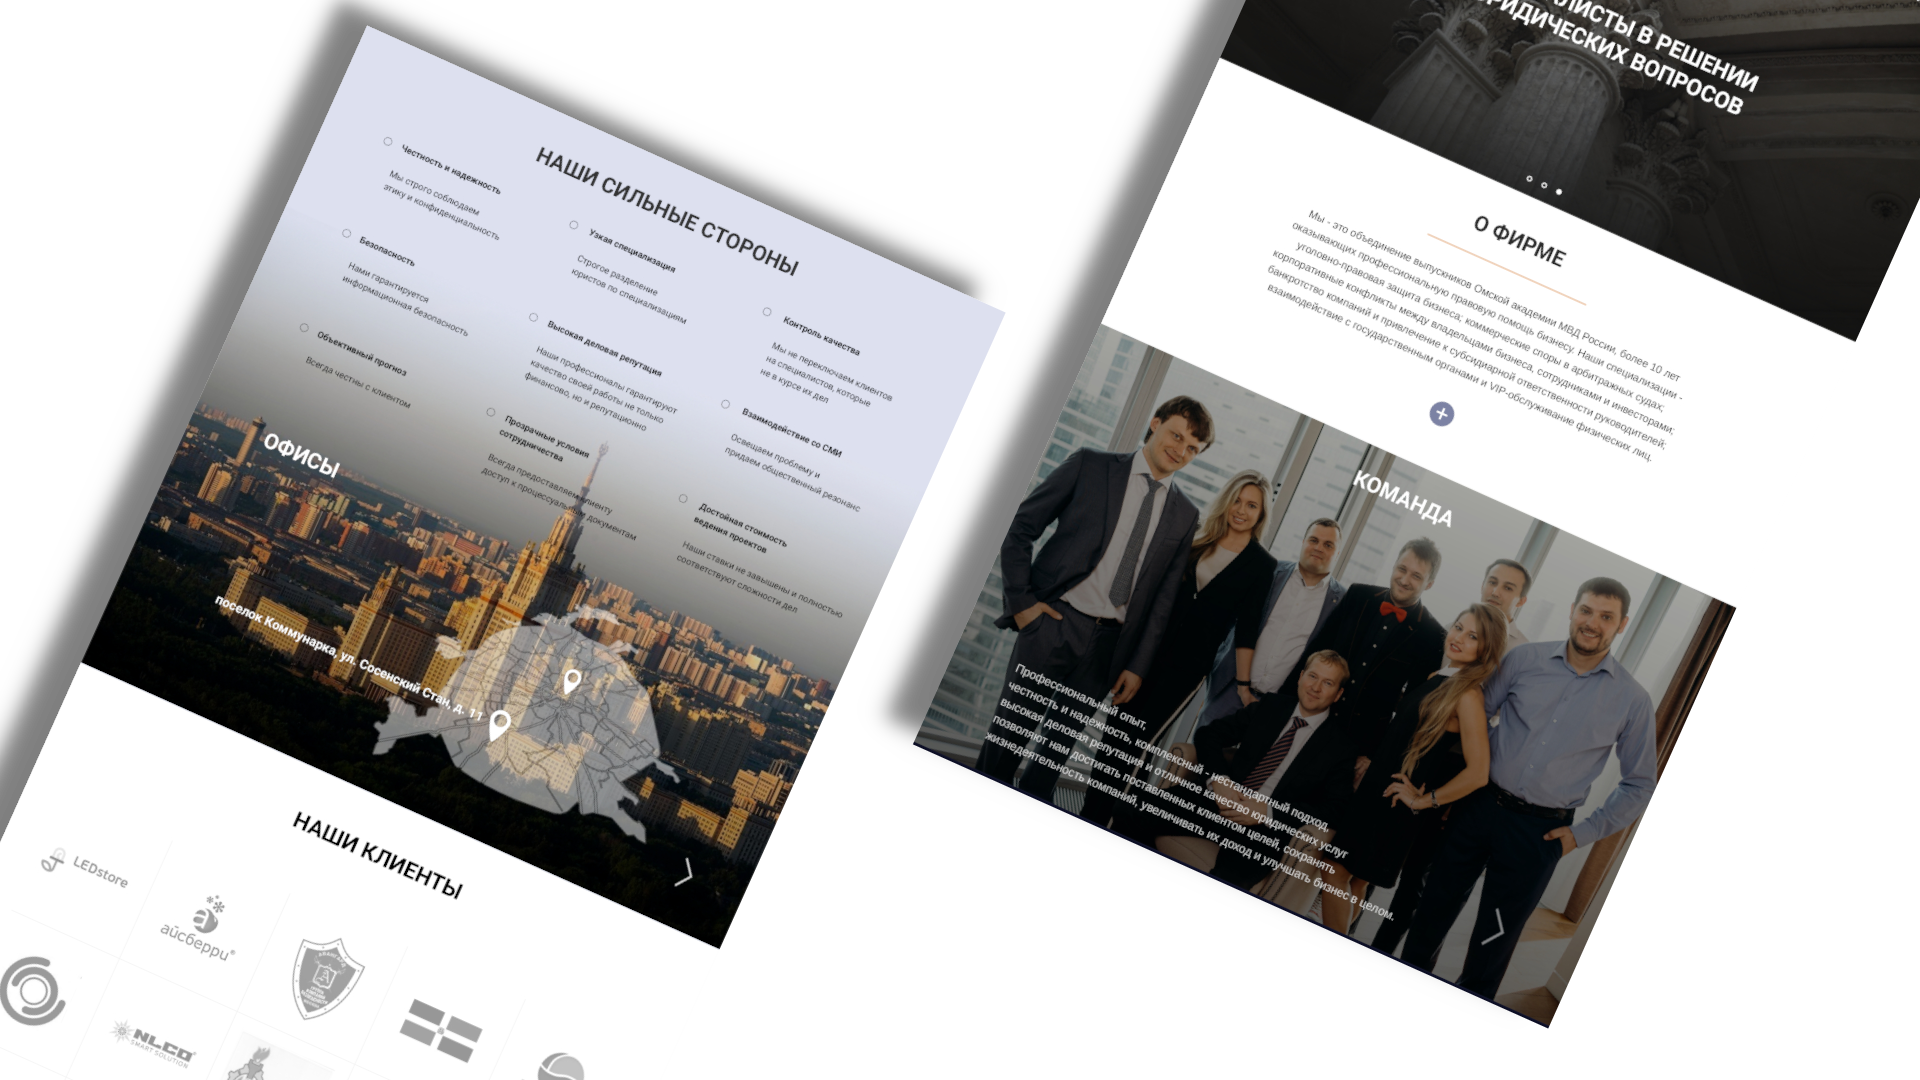 НАШИ СИЛЬНЫЕ СТОРОНЫ
Честность и надежность
Мы строго соблюдаем
этику и конфиденциальность
Безопасность
Нами гарантируется
информационная безопасность
Объективный прогноз
Всегда честны с клиентом
Узкая специализация
Строгое разделение
юристов по специализациям
Высокая деловая репутация
Наши профессионалы гарантируют
качество своей работы не только
финансово, но и репутационно
Прозрачные условия
сотрудничества
Всегда предоставляем клиенту
доступ к процессуальным документам
Контроль качества
Мы не переключаем клиентов
на специалистов, которые
не в курсе их дел
Взаимодействие со СМИ
Освещаем проблему и
придаем общественный резонанс
Достойная стоимость
ведения проектов
Наши ставки не завышены и полностью
соответствуют сложности дел
ОФИСЫ
поселок Коммунарка, ул. Сосенский Стан, д. 11
НАШИ КЛИЕНТЫ
LEDstore
айсберри®
NLCO
SMART SOLUTION
В РЕШЕНИИ
ВОПРОСОВ
О ФИРМЕ
Мы - это объединение выпускников Омской академии МВД России, более 10 лет
оказывающих профессиональную правовую помощь бизнесу. Наши специализации -
уголовно-правовая защита бизнеса; коммерческие споры в арбитражных судах;
корпоративные конфликты между владельцами бизнеса, сотрудниками и инвесторами;
банкротство компаний и привлечение к субсидиарной ответственности руководителей;
взаимодействие с государственным органами и VIP-обслуживание физических лиц.
КОМАНДА
Профессиональный опыт,
честность и надежность, комплексный - нестандартный подход,
высокая деловая репутация и отличное качество юридических услуг
позволяют нам достигать поставленных клиентом целей, сохранять
жизнедеятельность компаний, увеличивать их доход и улучшать бизнес в целом.